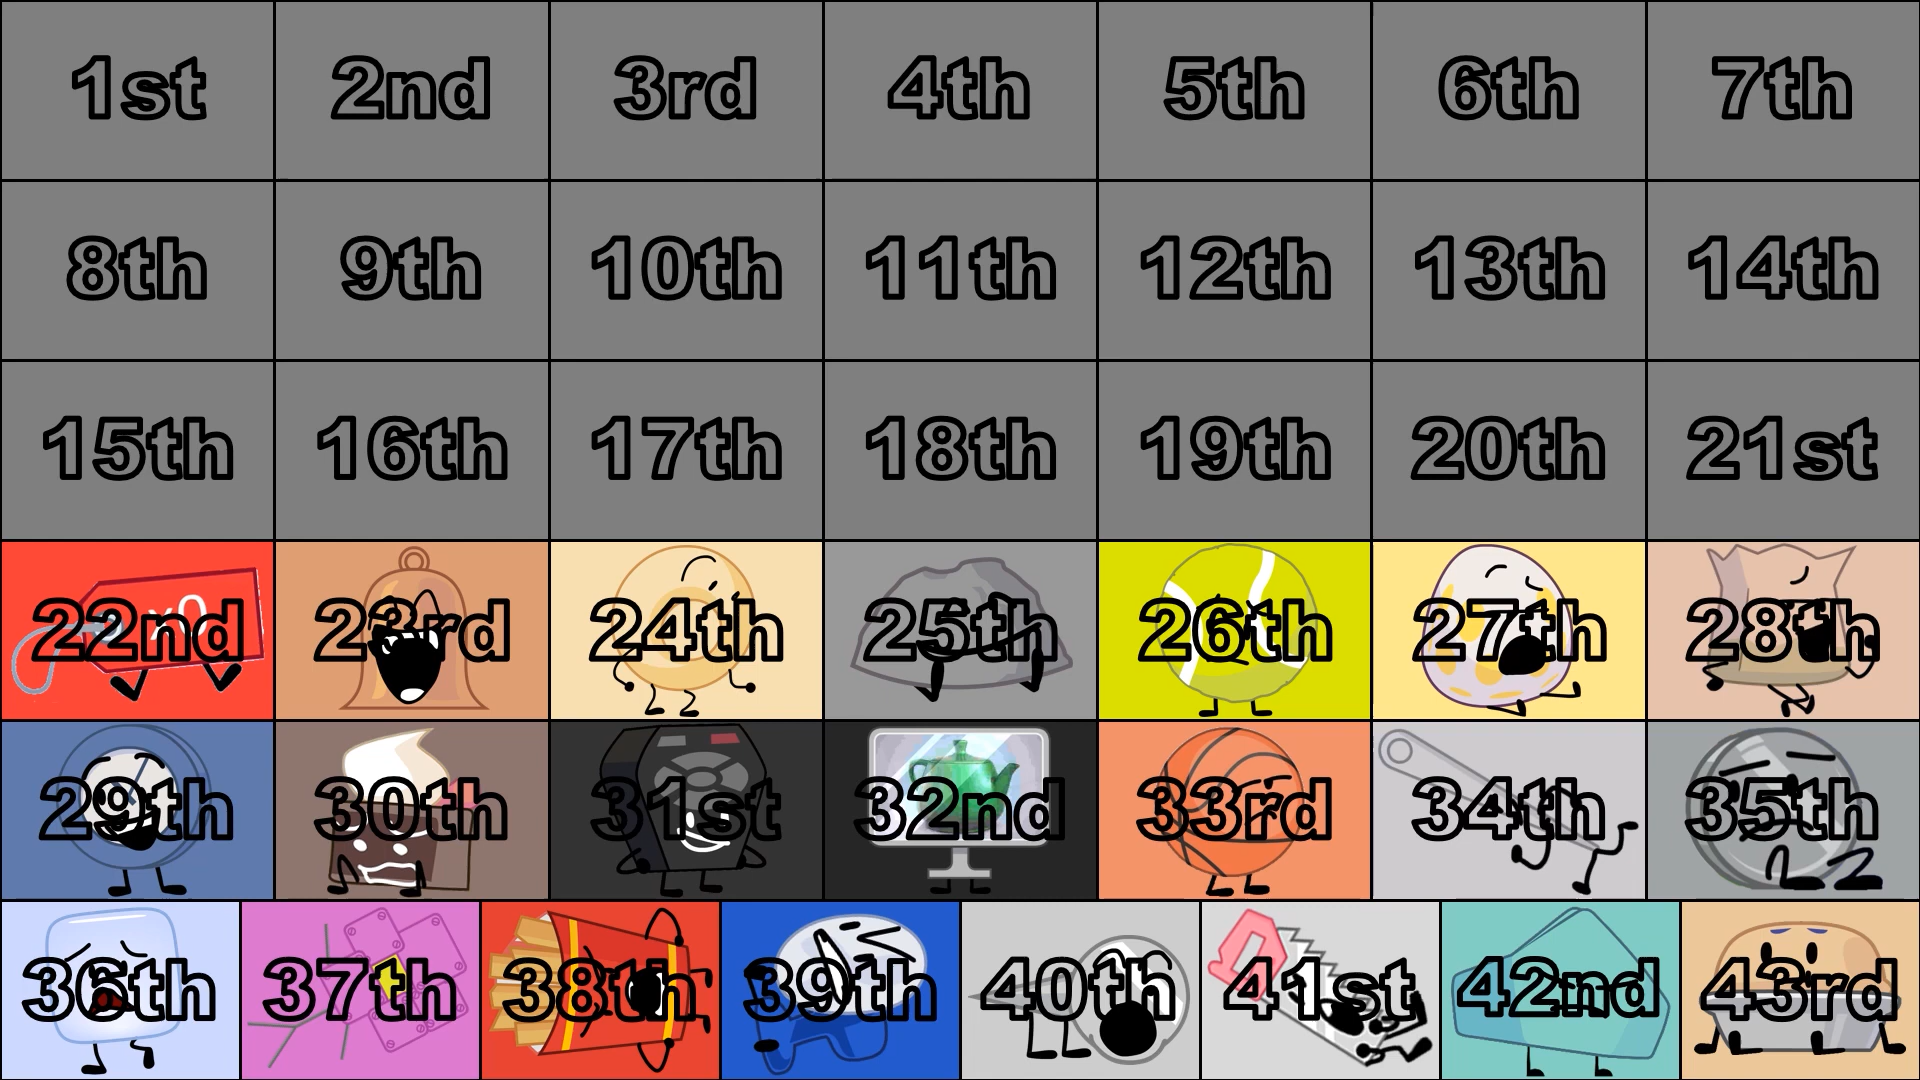 1st 2nd 3rd 4th 5th 6th 7th
8th 9th 10th 11th 12th 13th 14th
15th 16th 17th 18th 19th 20th 21st
22nd x0 23rd 24th 25th 26th 27th 28th
29th 30th 31st 32nd 33rd 34th 35th
36th 37th 38th 39th 40th 41st 42nd 43rd